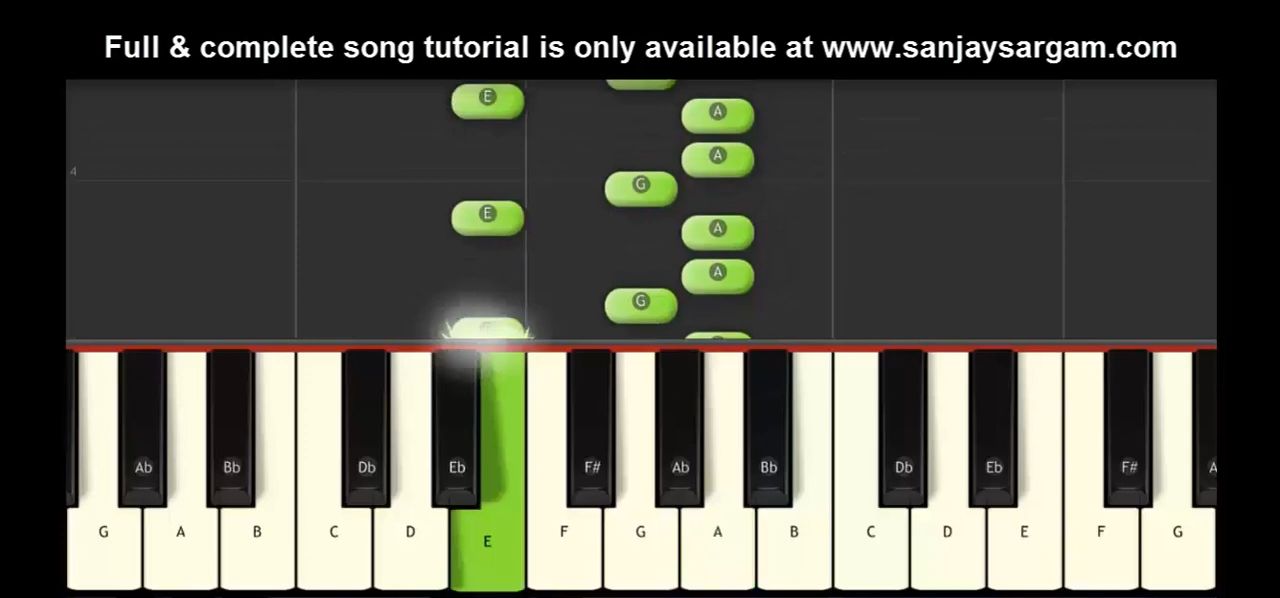 Full & complete song tutorial is only available at www.sanjaysargam.com
E
A
A
4
G
E
A
A
G
Ab Bb Db Eb F# Ab Bb Db Eb F# A
G A B C D E F G A B C D E F G